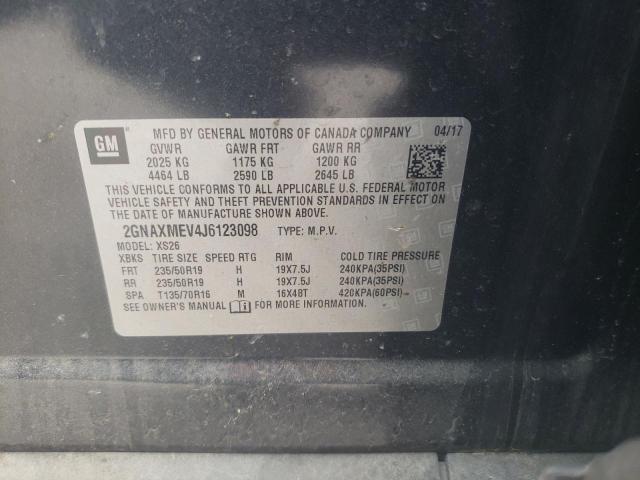 GM
MFD BY GENERAL MOTORS OF CANADA COMPANY 04/17
GVWR GAWR FRT GAWR RR
2025 KG 1175 KG 1200 KG
4464 LB 2590 LB 2645 LB
THIS VEHICLE CONFORMS TO ALL APPLICABLE U.S. FEDERAL MOTOR
VEHICLE SAFETY AND THEFT PREVENTION STANDARDS IN EFFECT ON
THE DATE OF MANUFACTURE SHOWN ABOVE.
2GNAXMEV4J6123098 TYPE: M.P.V.
MODEL: XS26
XBKS TIRE SIZE SPEED RTG RIM COLD TIRE PRESSURE
FRT 235/50R19 H 19X7.5J 240KPA(35PSI)
RR 235/50R19 H 19X7.5J 240KPA(35PSI)
SPA T135/70R16 M 16X4BT 420KPA(60PSI)
SEE OWNER'S MANUAL FOR MORE INFORMATION.